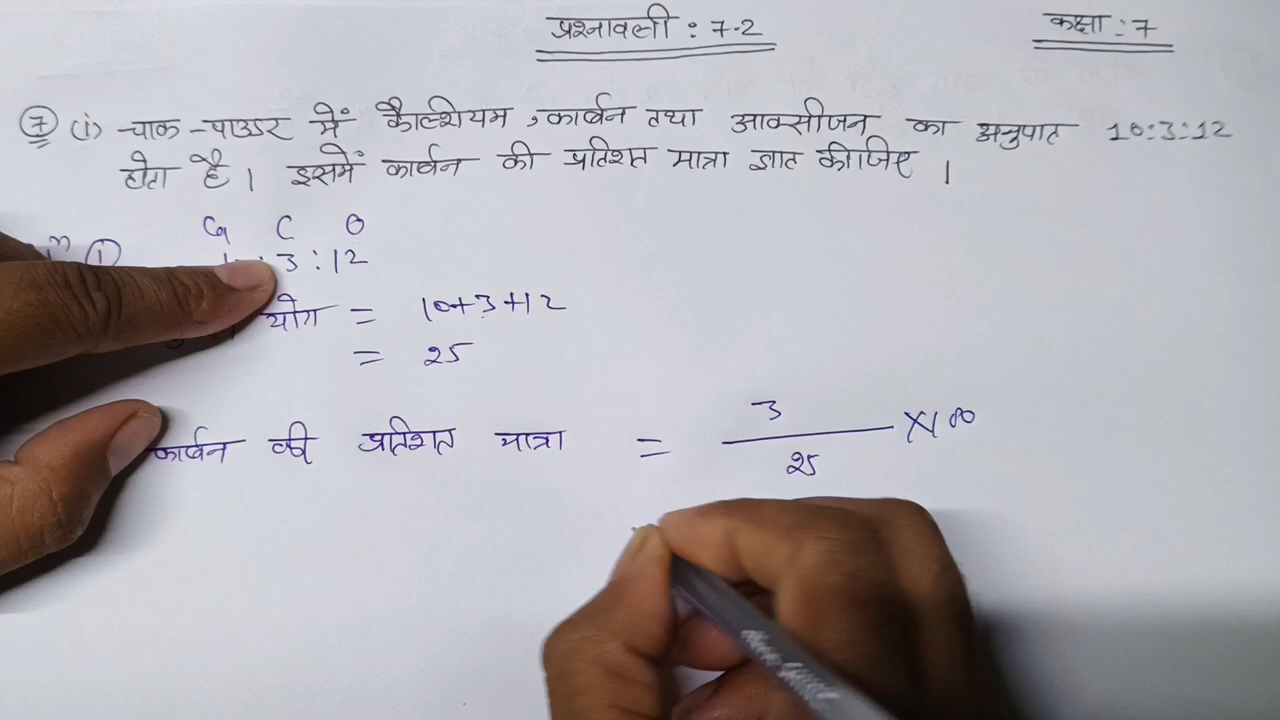 प्रश्नावली : 7.2
कक्षा : 7
7 (i) चाक-पाउडर में कैल्शियम, कार्बन तथा आक्सीजन का अनुपात 10:3:12
होता है। इसमें कार्बन की प्रतिशत मात्रा ज्ञात कीजिए।
Ca C O
: 3 : 12
योग = 10+3+12
= 25
कार्बन की प्रतिशत मात्रा = 3/25 × 100